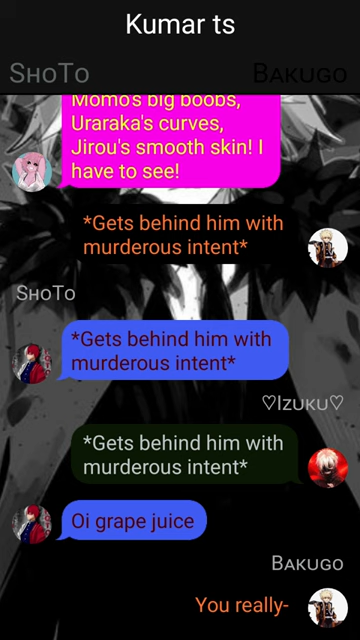 Kumar ts
ShoTo
Bakugo
Momo's big boobs,
Uraraka's curves,
Jirou's smooth skin! I
have to see!
*Gets behind him with
murderous intent*
ShoTo
*Gets behind him with
murderous intent*
♡Izuku♡
*Gets behind him with
murderous intent*
Oi grape juice
Bakugo
You really-